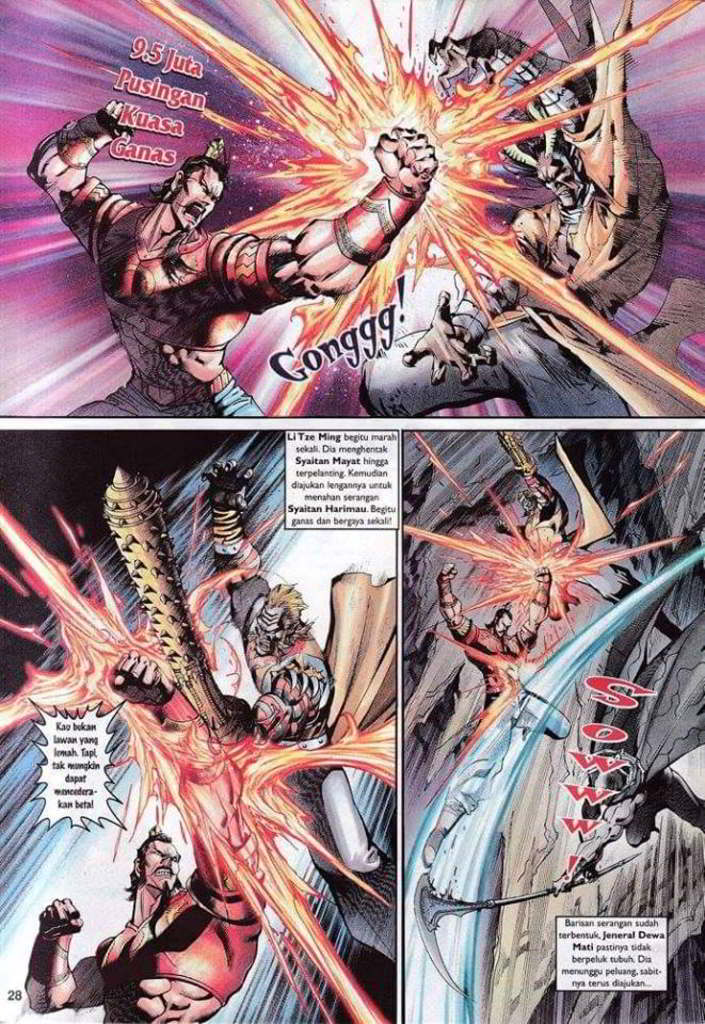 9.5 Juta
Pusingan
Kuasa
Ganas
Gonggg!
Li Tze Ming begitu marah
sekali. Dia menghentak
Syaitan Mayat hingga
terpelanting. Kemudian
diajukan lengannya untuk
menahan serangan
Syaitan Harimau. Begitu
ganas dan bergaya sekali!
Kau bukan
lawan yang
lemah. Tapi,
tak mungkin
dapat
mencedera-
kan beta!
Sowww!
Barisan serangan sudah
terbentuk, Jeneral Dewa
Mati pastinya tidak
berpeluk tubuh. Dia
menunggu peluang, sabit-
nya terus diajukan...
28